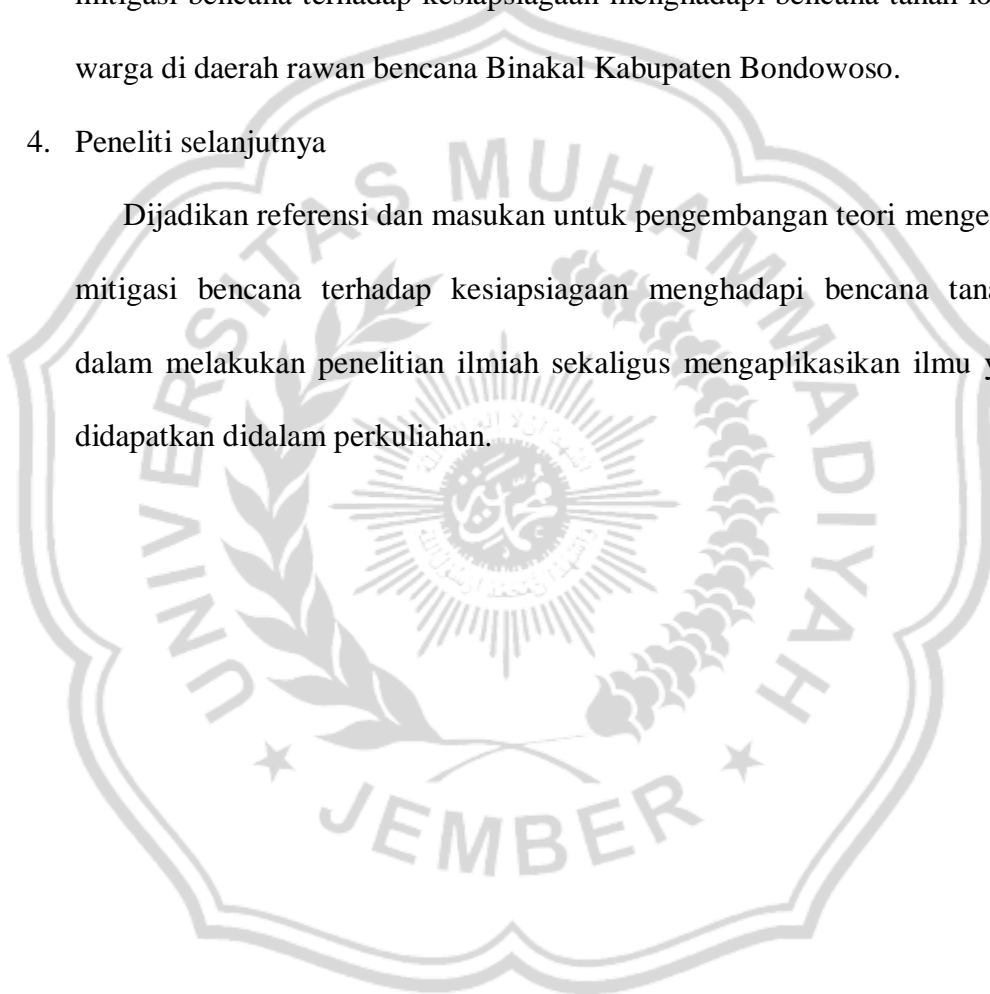 mitigasi bencana terhadap kesiapsiagaan menghadapi bencana tanah
warga di daerah rawan bencana Binakal Kabupaten Bondowoso.
4. Peneliti selanjutnya
Dijadikan referensi dan masukan untuk pengembangan teori
mitigasi bencana terhadap kesiapsiagaan menghadapi bencana
dalam melakukan penelitian ilmiah sekaligus mengaplikasikan ilmu
didapatkan didalam perkuliahan.
UNIVERSITAS MUHAMMADIYAH
JEMBER